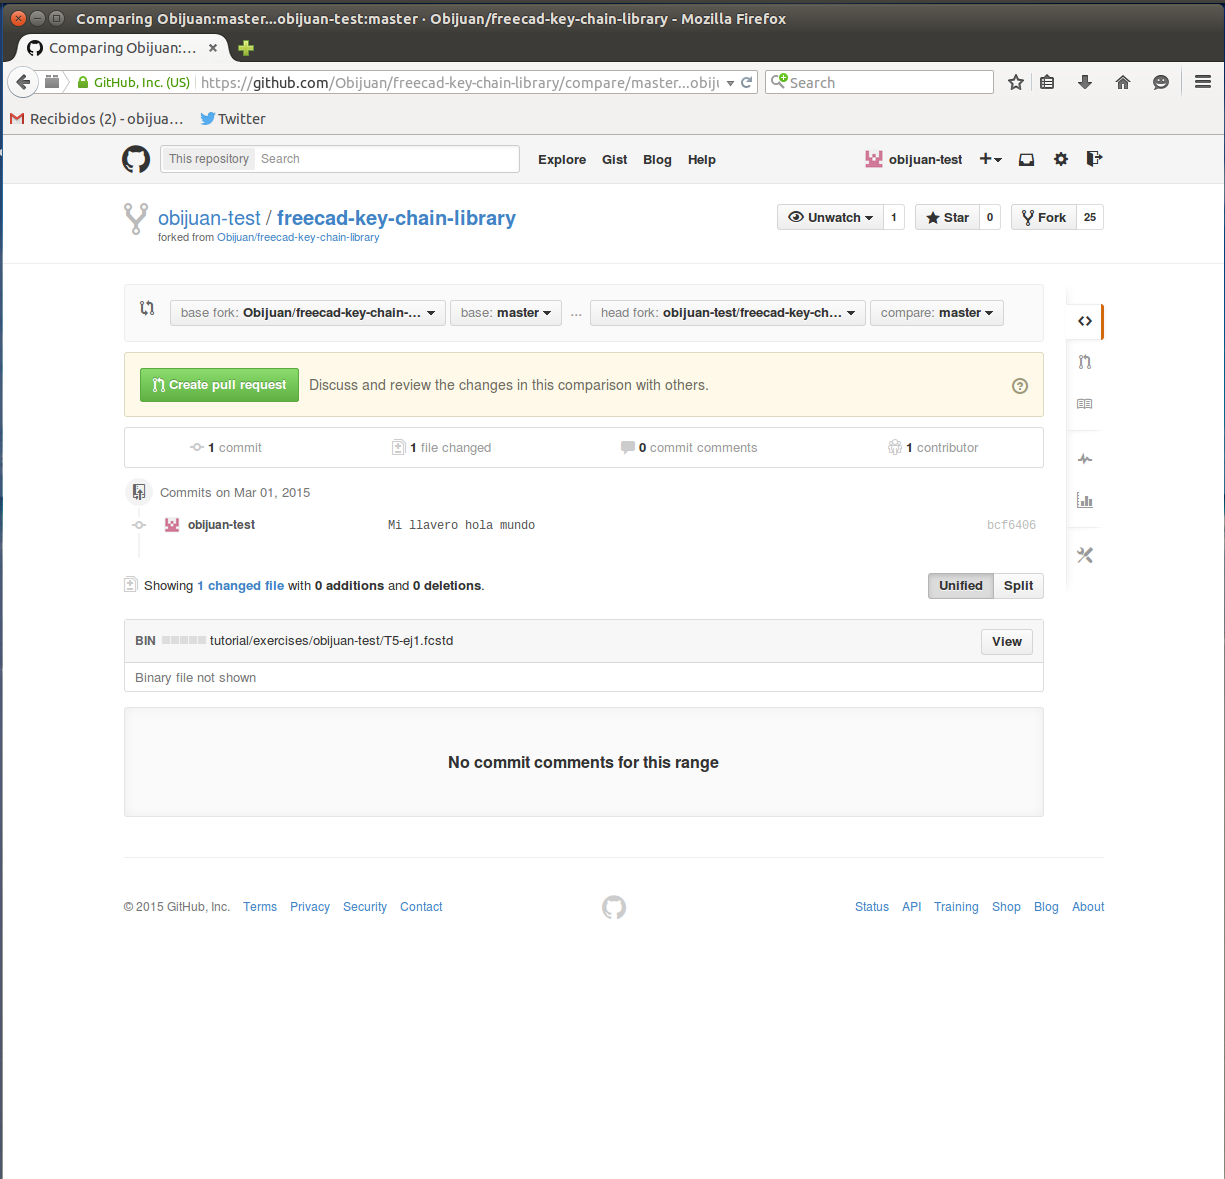 Comparing Obijuan:master...obijuan-test:master · Obijuan/freecad-key-chain-library - Mozilla Firefox
Comparing Obijuan:...
GitHub, Inc. (US) https://github.com/Obijuan/freecad-key-chain-library/compare/master...obiju Search
Recibidos (2) - obijua... Twitter
This repository Search Explore Gist Blog Help obijuan-test
obijuan-test / freecad-key-chain-library Unwatch 1 Star 0 Fork 25
forked from Obijuan/freecad-key-chain-library
base fork: Obijuan/freecad-key-chain-... base: master ... head fork: obijuan-test/freecad-key-ch... compare: master
Create pull request Discuss and review the changes in this comparison with others.
1 commit 1 file changed 0 commit comments 1 contributor
Commits on Mar 01, 2015
obijuan-test Mi llavero hola mundo bcf6406
Showing 1 changed file with 0 additions and 0 deletions. Unified Split
BIN tutorial/exercises/obijuan-test/T5-ej1.fcstd View
Binary file not shown
No commit comments for this range
© 2015 GitHub, Inc. Terms Privacy Security Contact Status API Training Shop Blog About